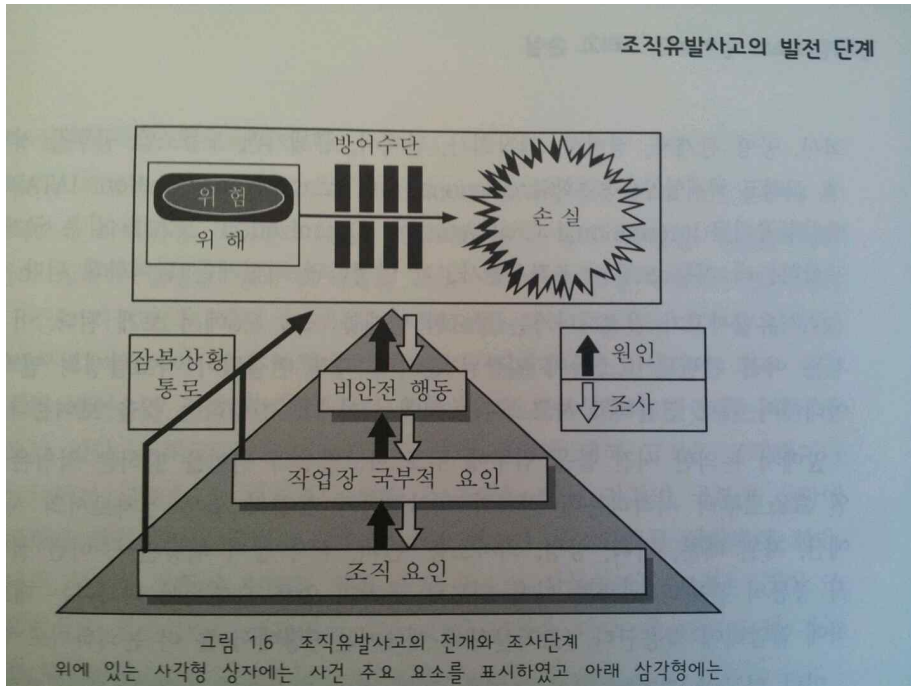 조직유발사고의 발전 단계
방어수단
위험
위해
손실
잠복상황
통로
원인
조사
비안전 행동
작업장 국부적 요인
조직 요인
그림 1.6 조직유발사고의 전개와 조사단계
위에 있는 사각형 상자에는 사건 주요 요소를 표시하였고 아래 삼각형에는